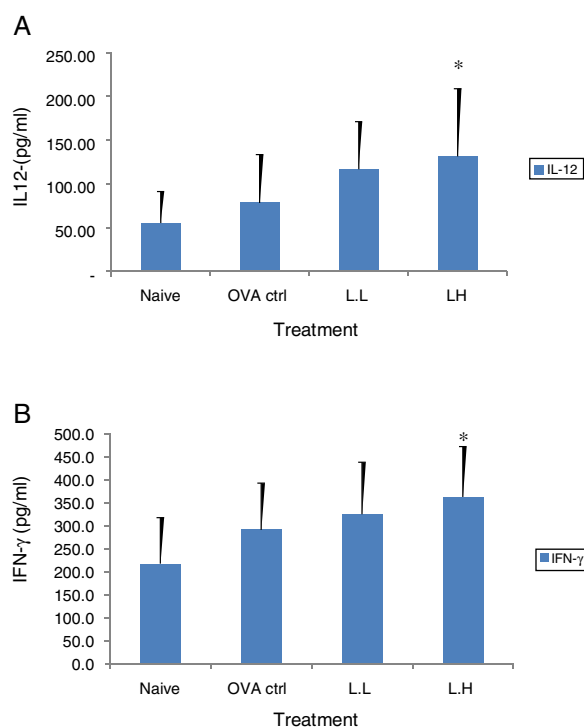 A
250.00
200.00
150.00
100.00
50.00
-
IL12-(pg/ml)
*
IL-12
Naive OVA ctrl L.L LH
Treatment
B
500.0
450.0
400.0
350.0
300.0
250.0
200.0
150.0
100.0
50.0
0.0
IFN-γ (pg/ml)
*
IFN-γ
Naive OVA ctrl L.L L.H
Treatment